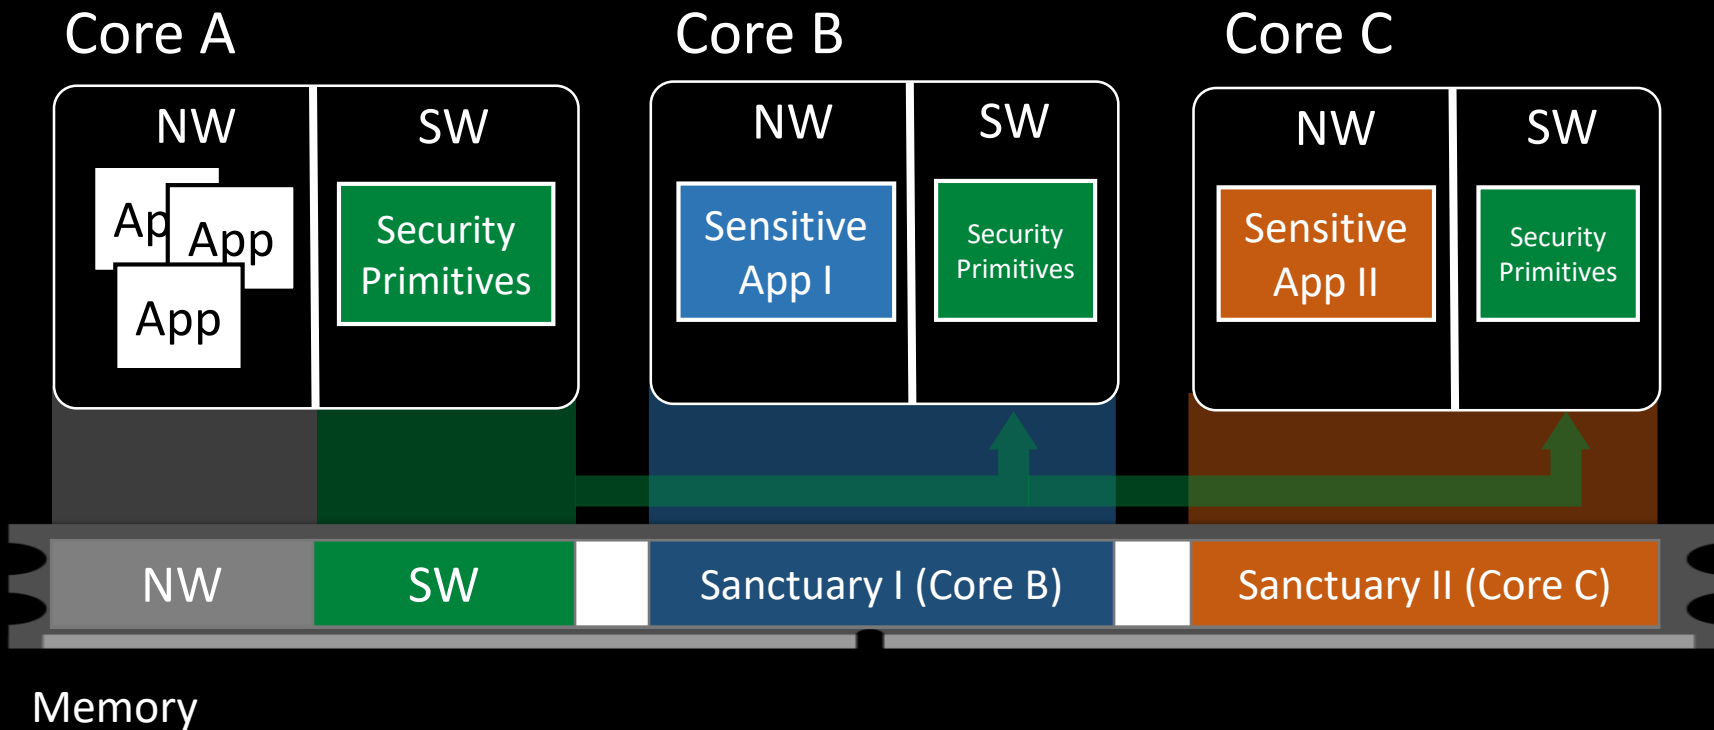 Core A
Core B
Core C
NW
SW
NW
SW
NW
SW
App
App
Security
Primitives
Sensitive
App I
Security
Primitives
Sensitive
App II
Security
Primitives
NW
SW
Sanctuary I (Core B)
Sanctuary II (Core C)
Memory